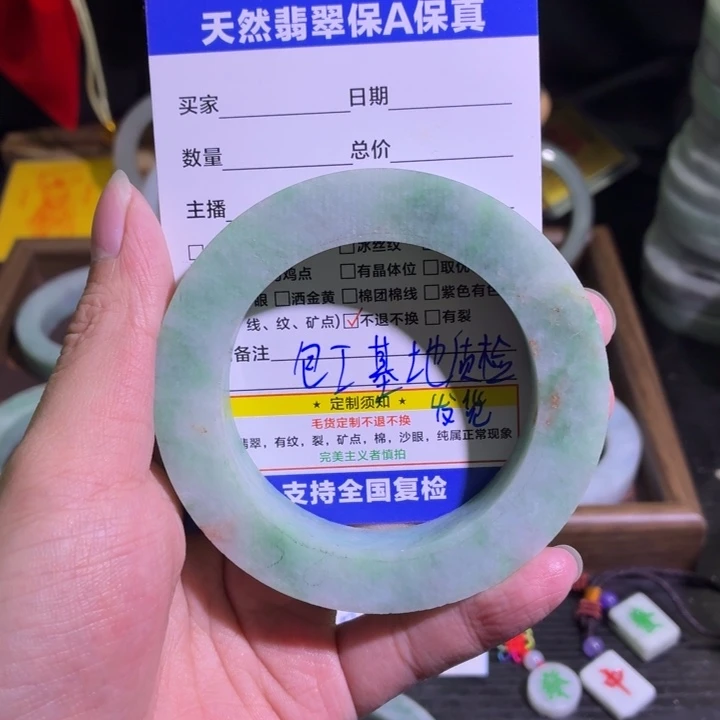 天然翡翠保A保真
买家 日期
数量 总价
主播
□ □冰丝纹 □
鸡点 □有晶体位 □取优
眼 □洒金黄 □棉团棉线 □紫色有色
线、纹、矿点) ☑不退不换 □有裂
备注 包工基地质检
发货
★ 定制须知 ★
毛货定制不退不换
翡翠，有纹，裂，矿点，棉，沙眼，纯属正常现象
完美主义者慎拍
支持全国复检
中